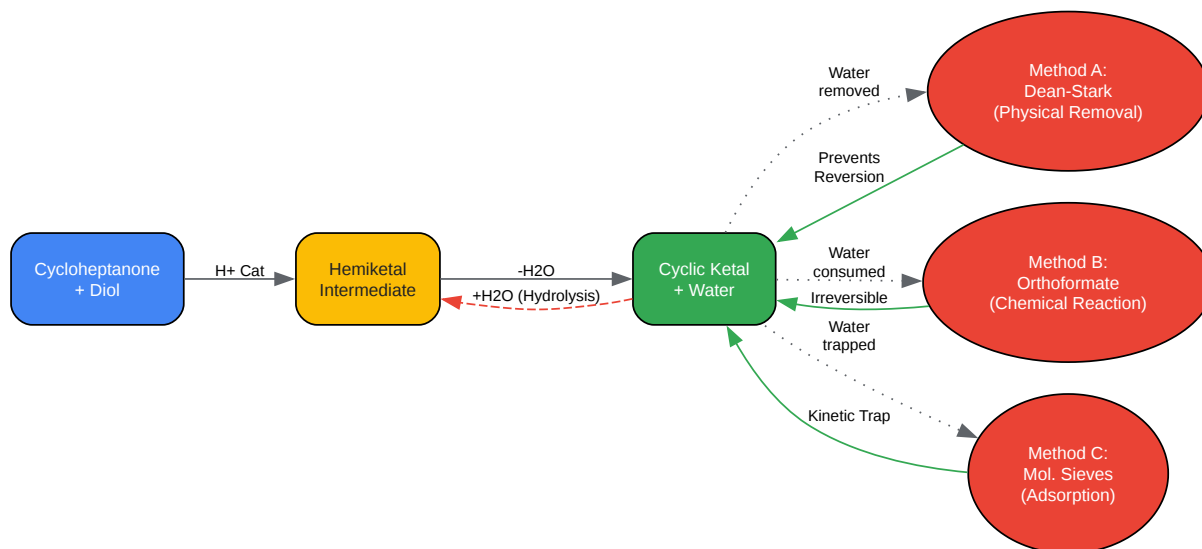 Cycloheptanone
+ Diol
H+ Cat
Hemiketal
Intermediate
-H2O
+H2O (Hydrolysis)
Cyclic Ketal
+ Water
Water
removed
Prevents
Reversion
Water
consumed
Irreversible
Water
trapped
Kinetic Trap
Method A:
Dean-Stark
(Physical Removal)
Method B:
Orthoformate
(Chemical Reaction)
Method C:
Mol. Sieves
(Adsorption)